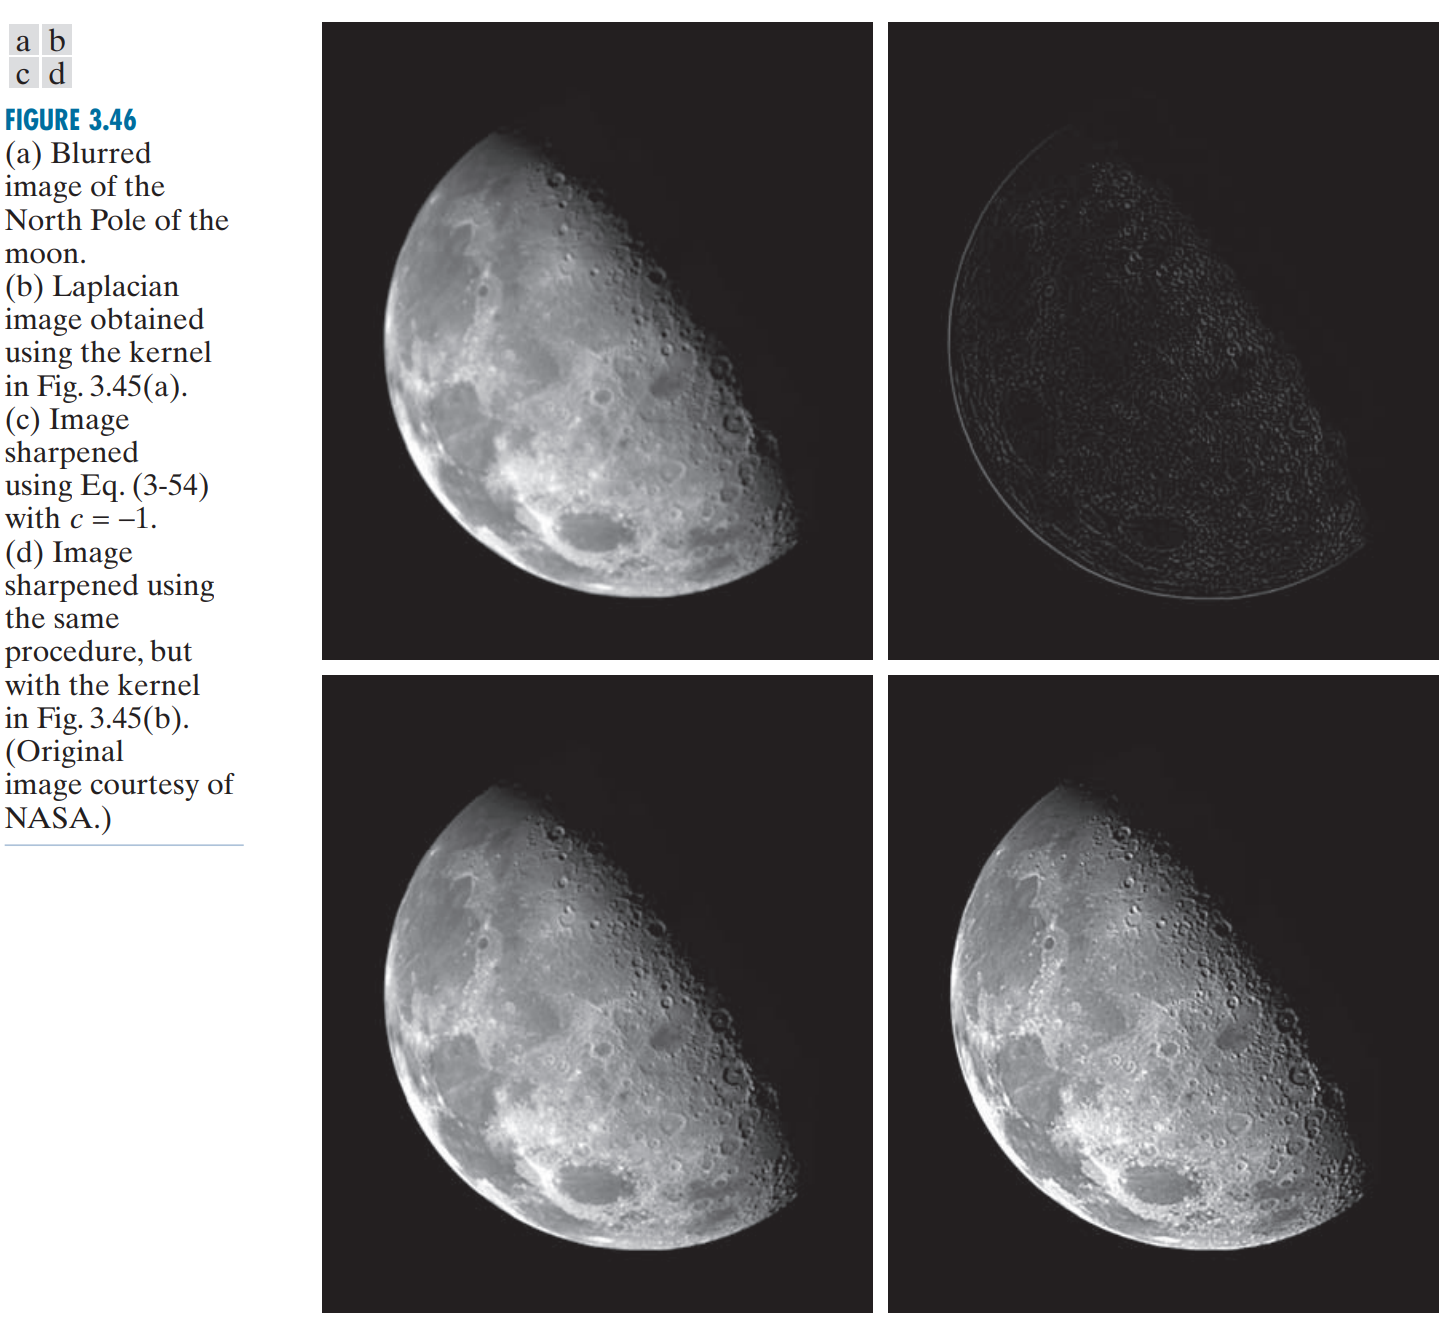 a b
c d
FIGURE 3.46
(a) Blurred
image of the
North Pole of the
moon.
(b) Laplacian
image obtained
using the kernel
in Fig. 3.45(a).
(c) Image
sharpened
using Eq. (3-54)
with c = –1.
(d) Image
sharpened using
the same
procedure, but
with the kernel
in Fig. 3.45(b).
(Original
image courtesy of
NASA.)